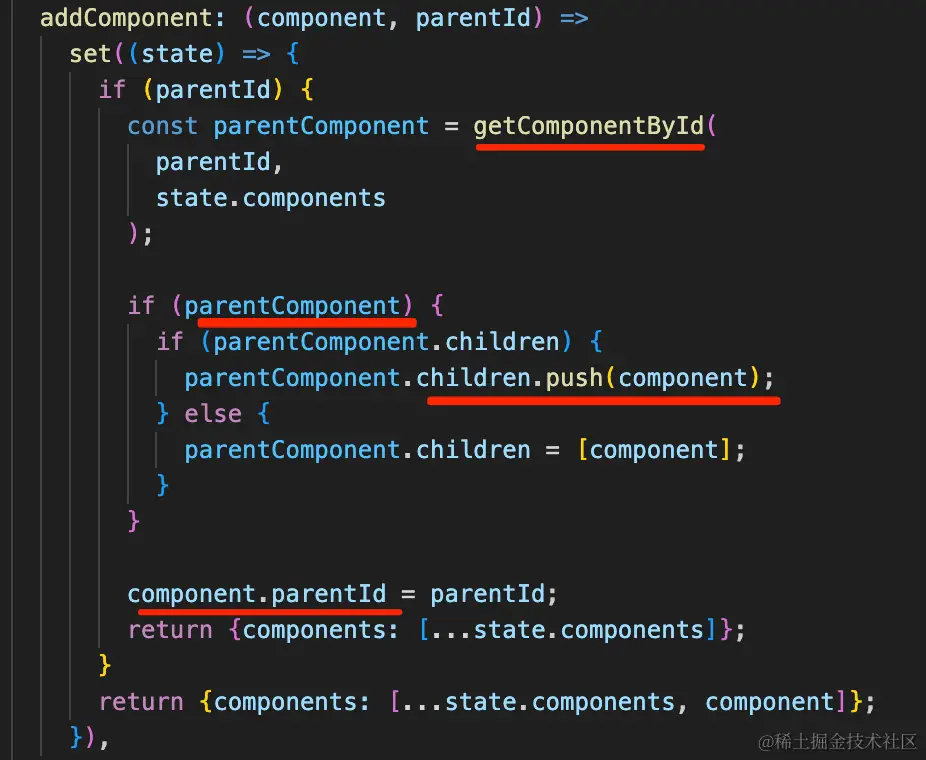 addComponent: (component, parentId) =>
set((state) => {
if (parentId) {
const parentComponent = getComponentById(
parentId,
state.components
);
if (parentComponent) {
if (parentComponent.children) {
parentComponent.children.push(component);
} else {
parentComponent.children = [component];
}
}
component.parentId = parentId;
return {components: [...state.components]};
}
return {components: [...state.components, component]};
}),
@稀土掘金技术社区